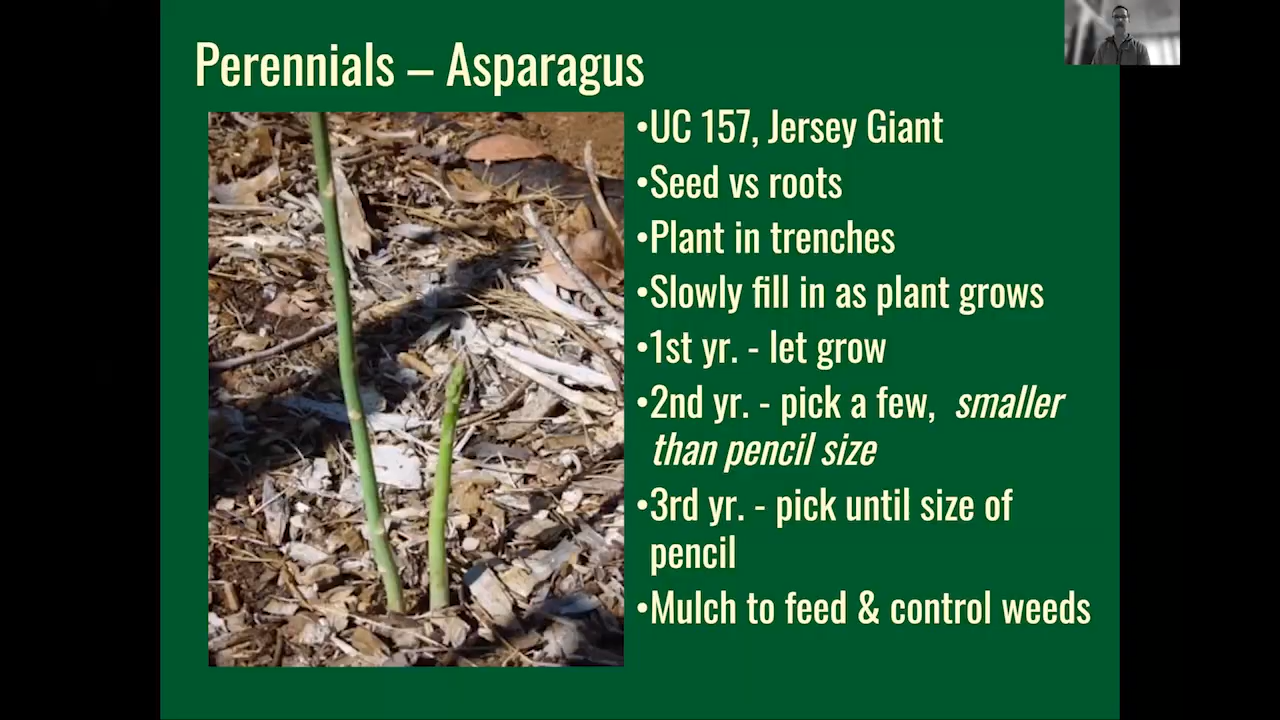 Perennials – Asparagus
•UC 157, Jersey Giant
•Seed vs roots
•Plant in trenches
•Slowly fill in as plant grows
•1st yr. - let grow
•2nd yr. - pick a few, smaller
than pencil size
•3rd yr. - pick until size of
pencil
•Mulch to feed & control weeds